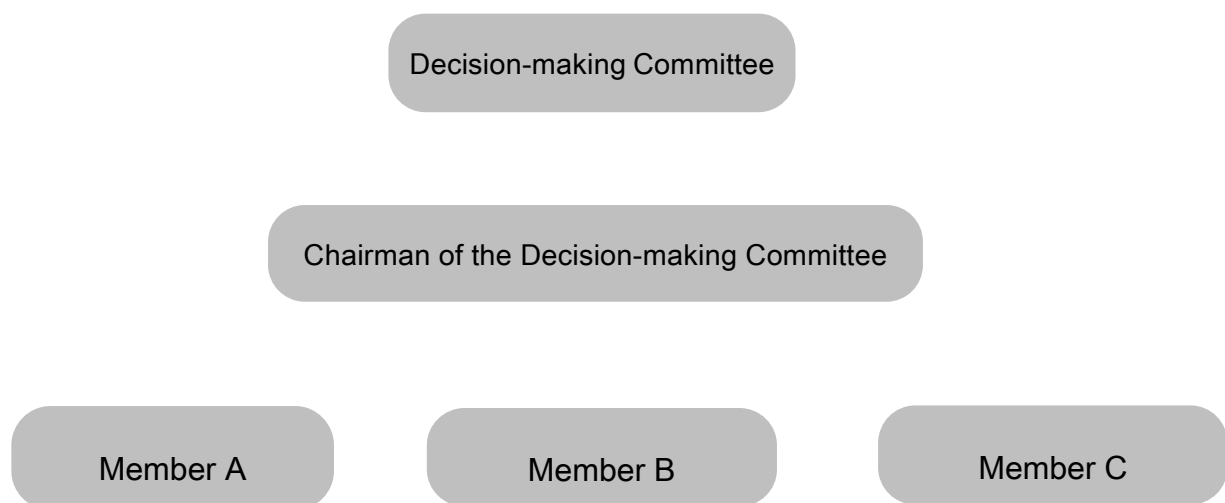 Decision-making Committee
Chairman of the Decision-making Committee
Member A
Member B
Member C